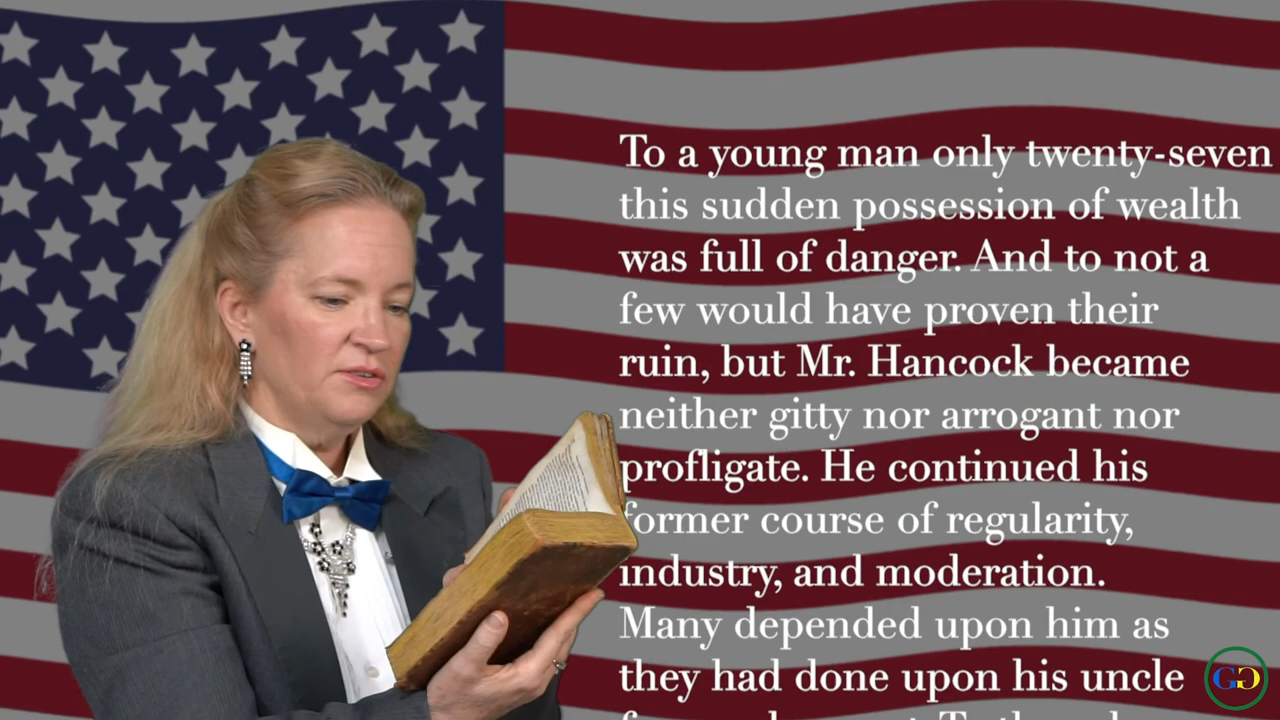 To a young man only twenty-seven
this sudden possession of wealth
was full of danger. And to not a
few would have proven their
ruin, but Mr. Hancock became
neither gitty nor arrogant nor
profligate. He continued his
former course of regularity,
industry, and moderation.
Many depended upon him as
they had done upon his uncle
GG